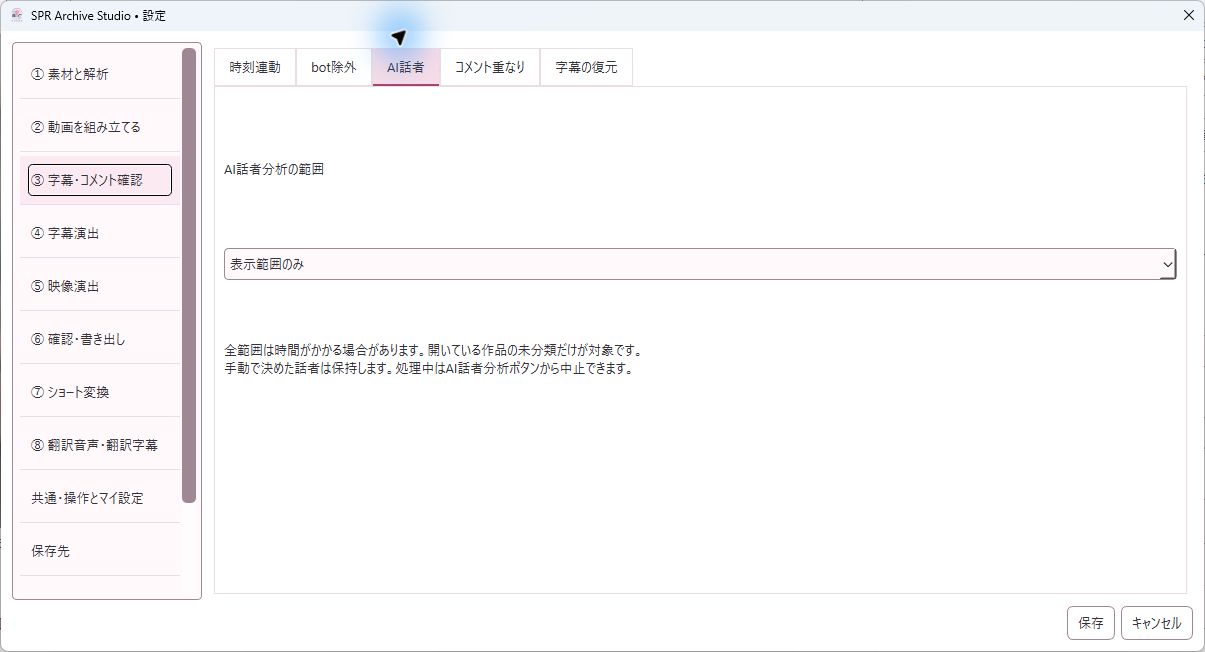 SPR Archive Studio • 設定
① 素材と解析
② 動画を組み立てる
③ 字幕・コメント確認
④ 字幕演出
⑤ 映像演出
⑥ 確認・書き出し
⑦ ショート変換
⑧ 翻訳音声・翻訳字幕
共通・操作とマイ設定
保存先
時刻連動
bot除外
AI話者
コメント重なり
字幕の復元
AI話者分析の範囲
表示範囲のみ
全範囲は時間がかかる場合があります。開いている作品の未分類だけが対象です。
手動で決めた話者は保持します。処理中はAI話者分析ボタンから中止できます。
保存
キャンセル